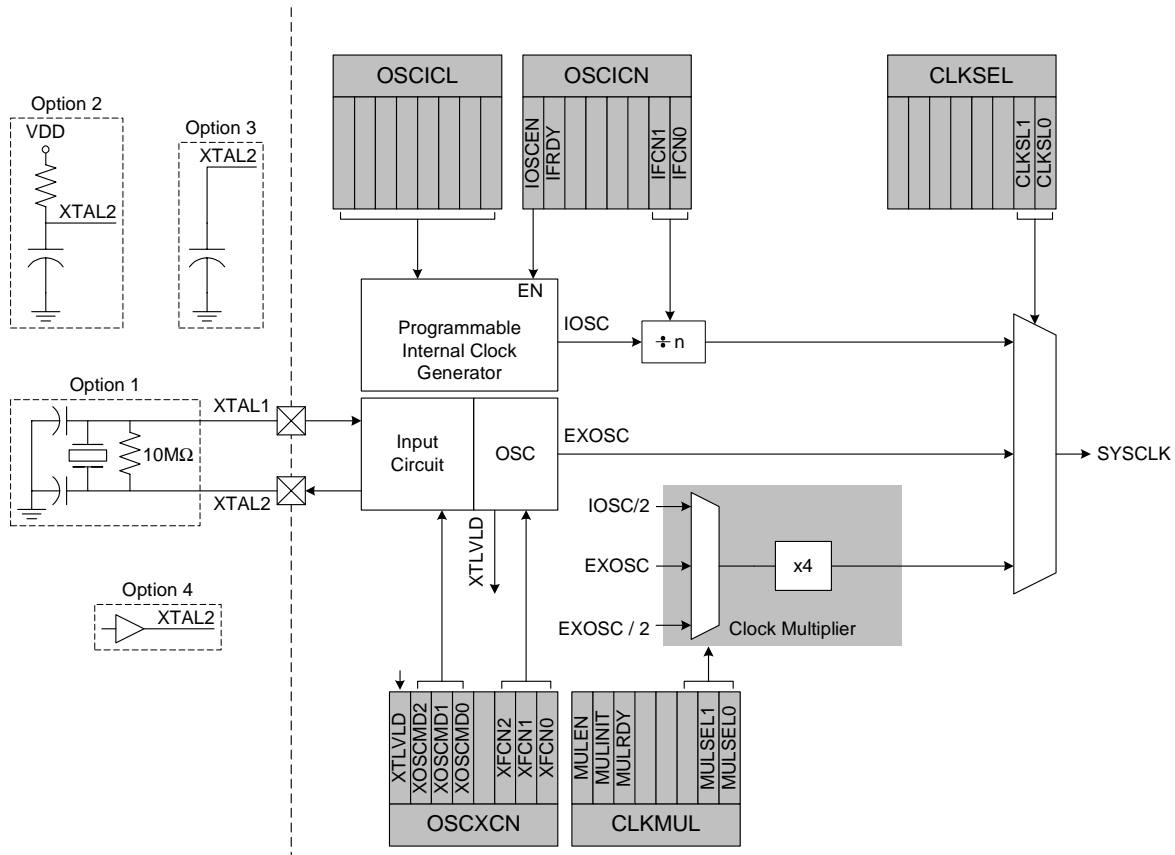 OSCICL
OSCICN
CLKSEL
IOSCEN
IFRDY
IFCN1
IFCN0
CLKSL1
CLKSL0
Option 2
VDD
XTAL2
Option 3
XTAL2
EN
Programmable
Internal Clock
Generator
IOSC
÷ n
Option 1
XTAL1
10MΩ
XTAL2
Input
Circuit
OSC
EXOSC
SYSCLK
XTLVLD
IOSC/2
EXOSC
EXOSC / 2
x4
Clock Multiplier
Option 4
XTAL2
XTLVLD
XOSCMD2
XOSCMD1
XOSCMD0
XFCN2
XFCN1
XFCN0
OSCXCN
MULEN
MULINIT
MULRDY
MULSEL1
MULSEL0
CLKMUL